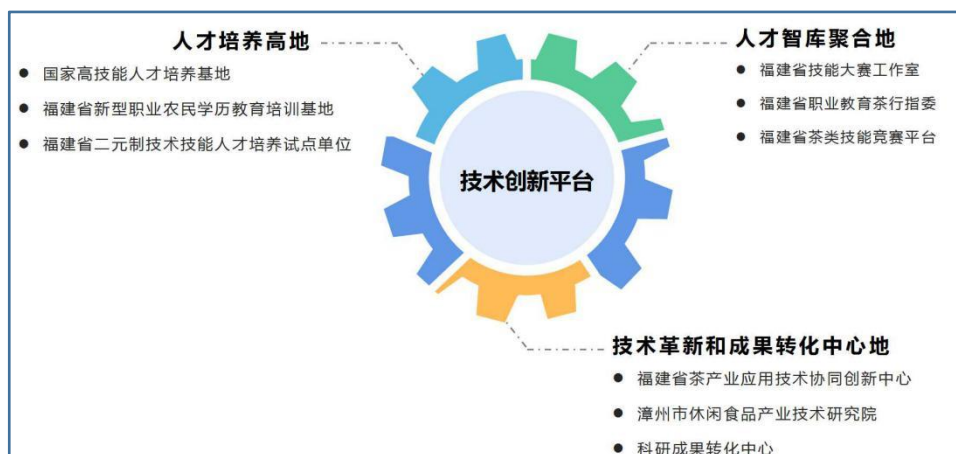 人才培养高地
国家高技能人才培养基地
福建省新型职业农民学历教育培训基地
福建省二元制技术技能人才培养试点单位
人才智库聚合地
福建省技能大赛工作室
福建省职业教育茶行指委
福建省茶类技能竞赛平台
技术创新平台
技术革新和成果转化中心地
福建省茶产业应用技术协同创新中心
漳州市休闲食品产业技术研究院
科研成果转化中心